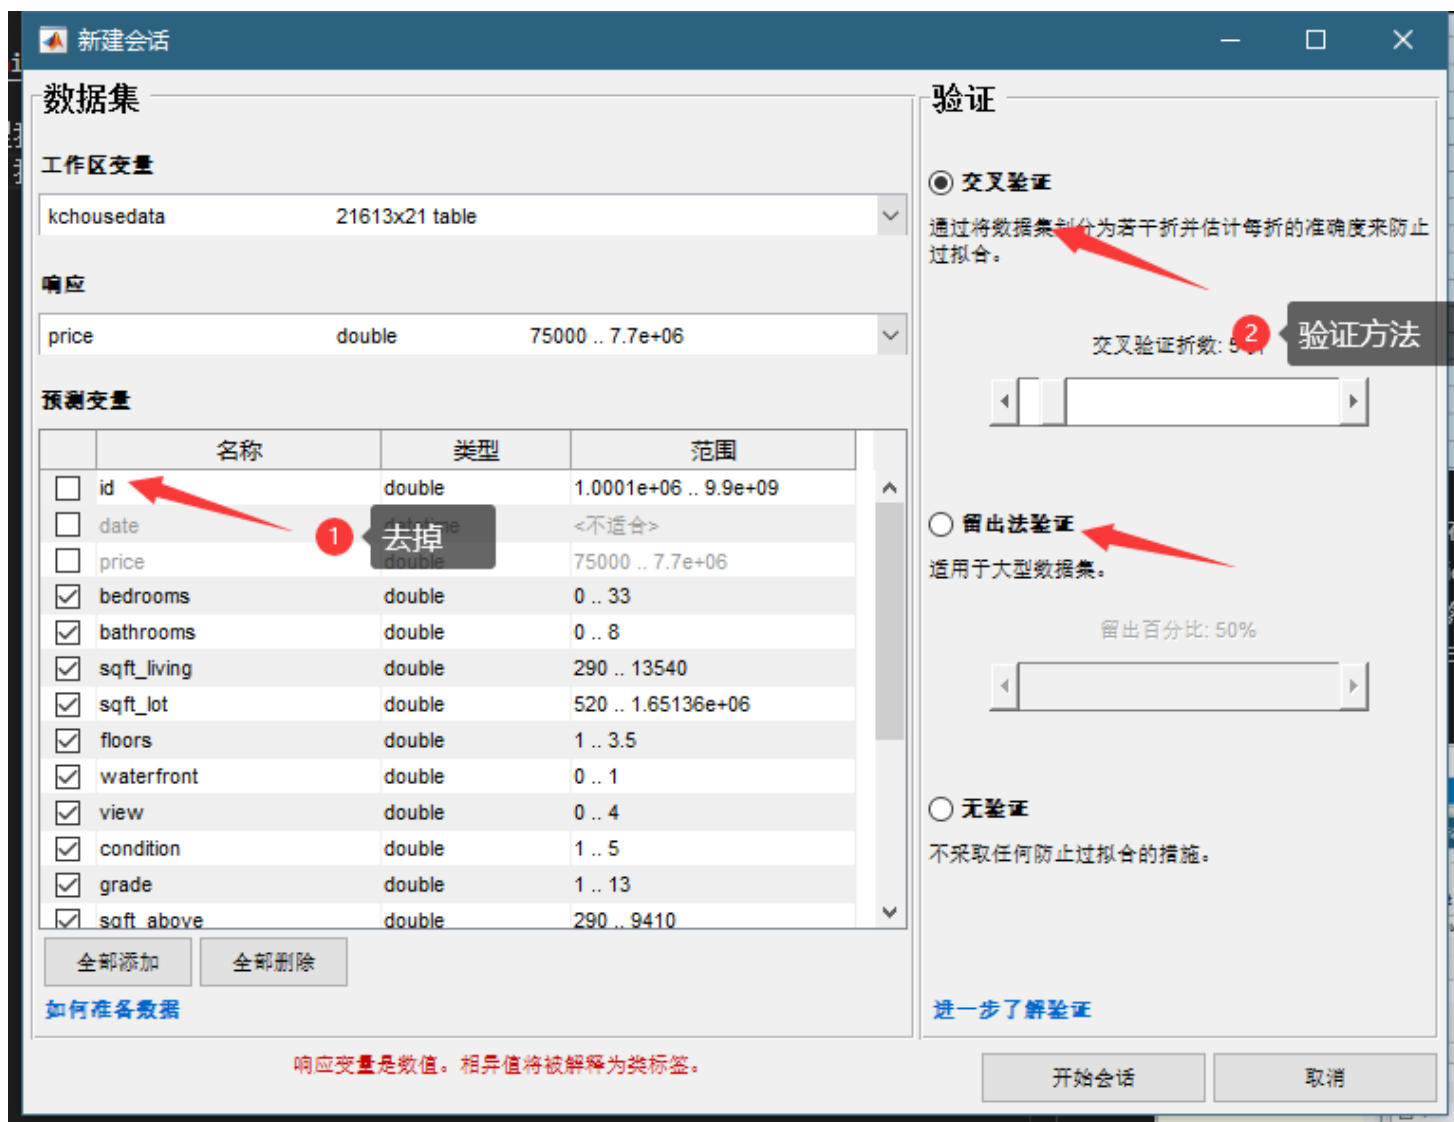 新建会话
数据集
工作区变量
kchousedata 21613x21 table
响应
price double 75000 .. 7.7e+06
预测变量
名称 类型 范围
id double 1.0001e+06 .. 9.9e+09
date <不适合>
price double 75000 .. 7.7e+06
bedrooms double 0 .. 33
bathrooms double 0 .. 8
sqft_living double 290 .. 13540
sqft_lot double 520 .. 1.65136e+06
floors double 1 .. 3.5
waterfront double 0 .. 1
view double 0 .. 4
condition double 1 .. 5
grade double 1 .. 13
sqft_above double 290 .. 9410
1 去掉
全部添加 全部删除
如何准备数据
验证
交叉验证
通过将数据集划分为若干折并估计每折的准确度来防止
过拟合。
交叉验证折数: 5
2 验证方法
留出法验证
适用于大型数据集。
留出百分比: 50%
无验证
不采取任何防止过拟合的措施。
进一步了解验证
响应变量是数值。相异值将被解释为类标签。
开始会话 取消